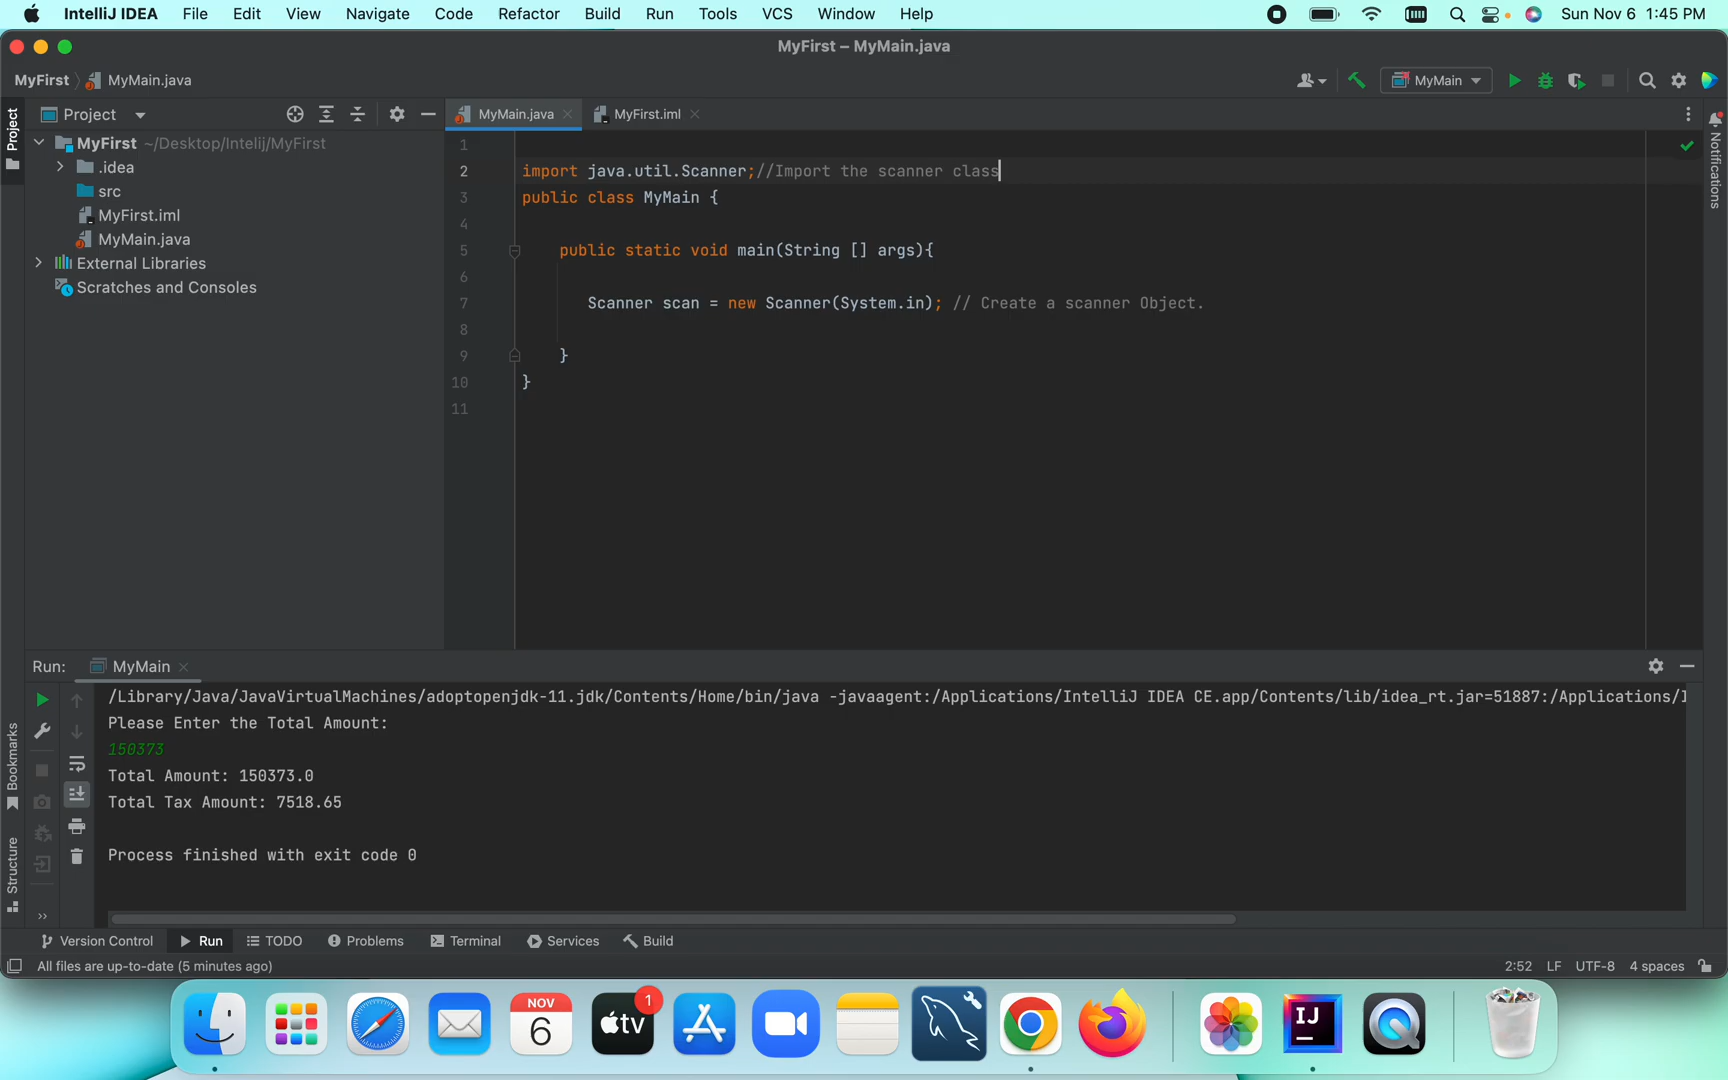 IntelliJ IDEA File Edit View Navigate Code Refactor Build Run Tools VCS Window Help Sun Nov 6 1:45 PM
MyFirst – MyMain.java
MyFirst MyMain.java MyMain
Project
Project
MyMain.java MyFirst.iml
MyFirst ~/Desktop/Intelij/MyFirst
.idea
src
MyFirst.iml
MyMain.java
External Libraries
Scratches and Consoles
1
2 import java.util.Scanner;//Import the scanner class
3 public class MyMain {
4
5 public static void main(String [] args){
6
7 Scanner scan = new Scanner(System.in); // Create a scanner Object.
8
9 }
10 }
11
Notifications
Run: MyMain
/Library/Java/JavaVirtualMachines/adoptopenjdk-11.jdk/Contents/Home/bin/java -javaagent:/Applications/IntelliJ IDEA CE.app/Contents/lib/idea_rt.jar=51887:/Applications/I
Please Enter the Total Amount:
150373
Total Amount: 150373.0
Total Tax Amount: 7518.65
Process finished with exit code 0
Bookmarks
Structure
Version Control Run TODO Problems Terminal Services Build
All files are up-to-date (5 minutes ago) 2:52 LF UTF-8 4 spaces
NOV
6
tv
1
IJ